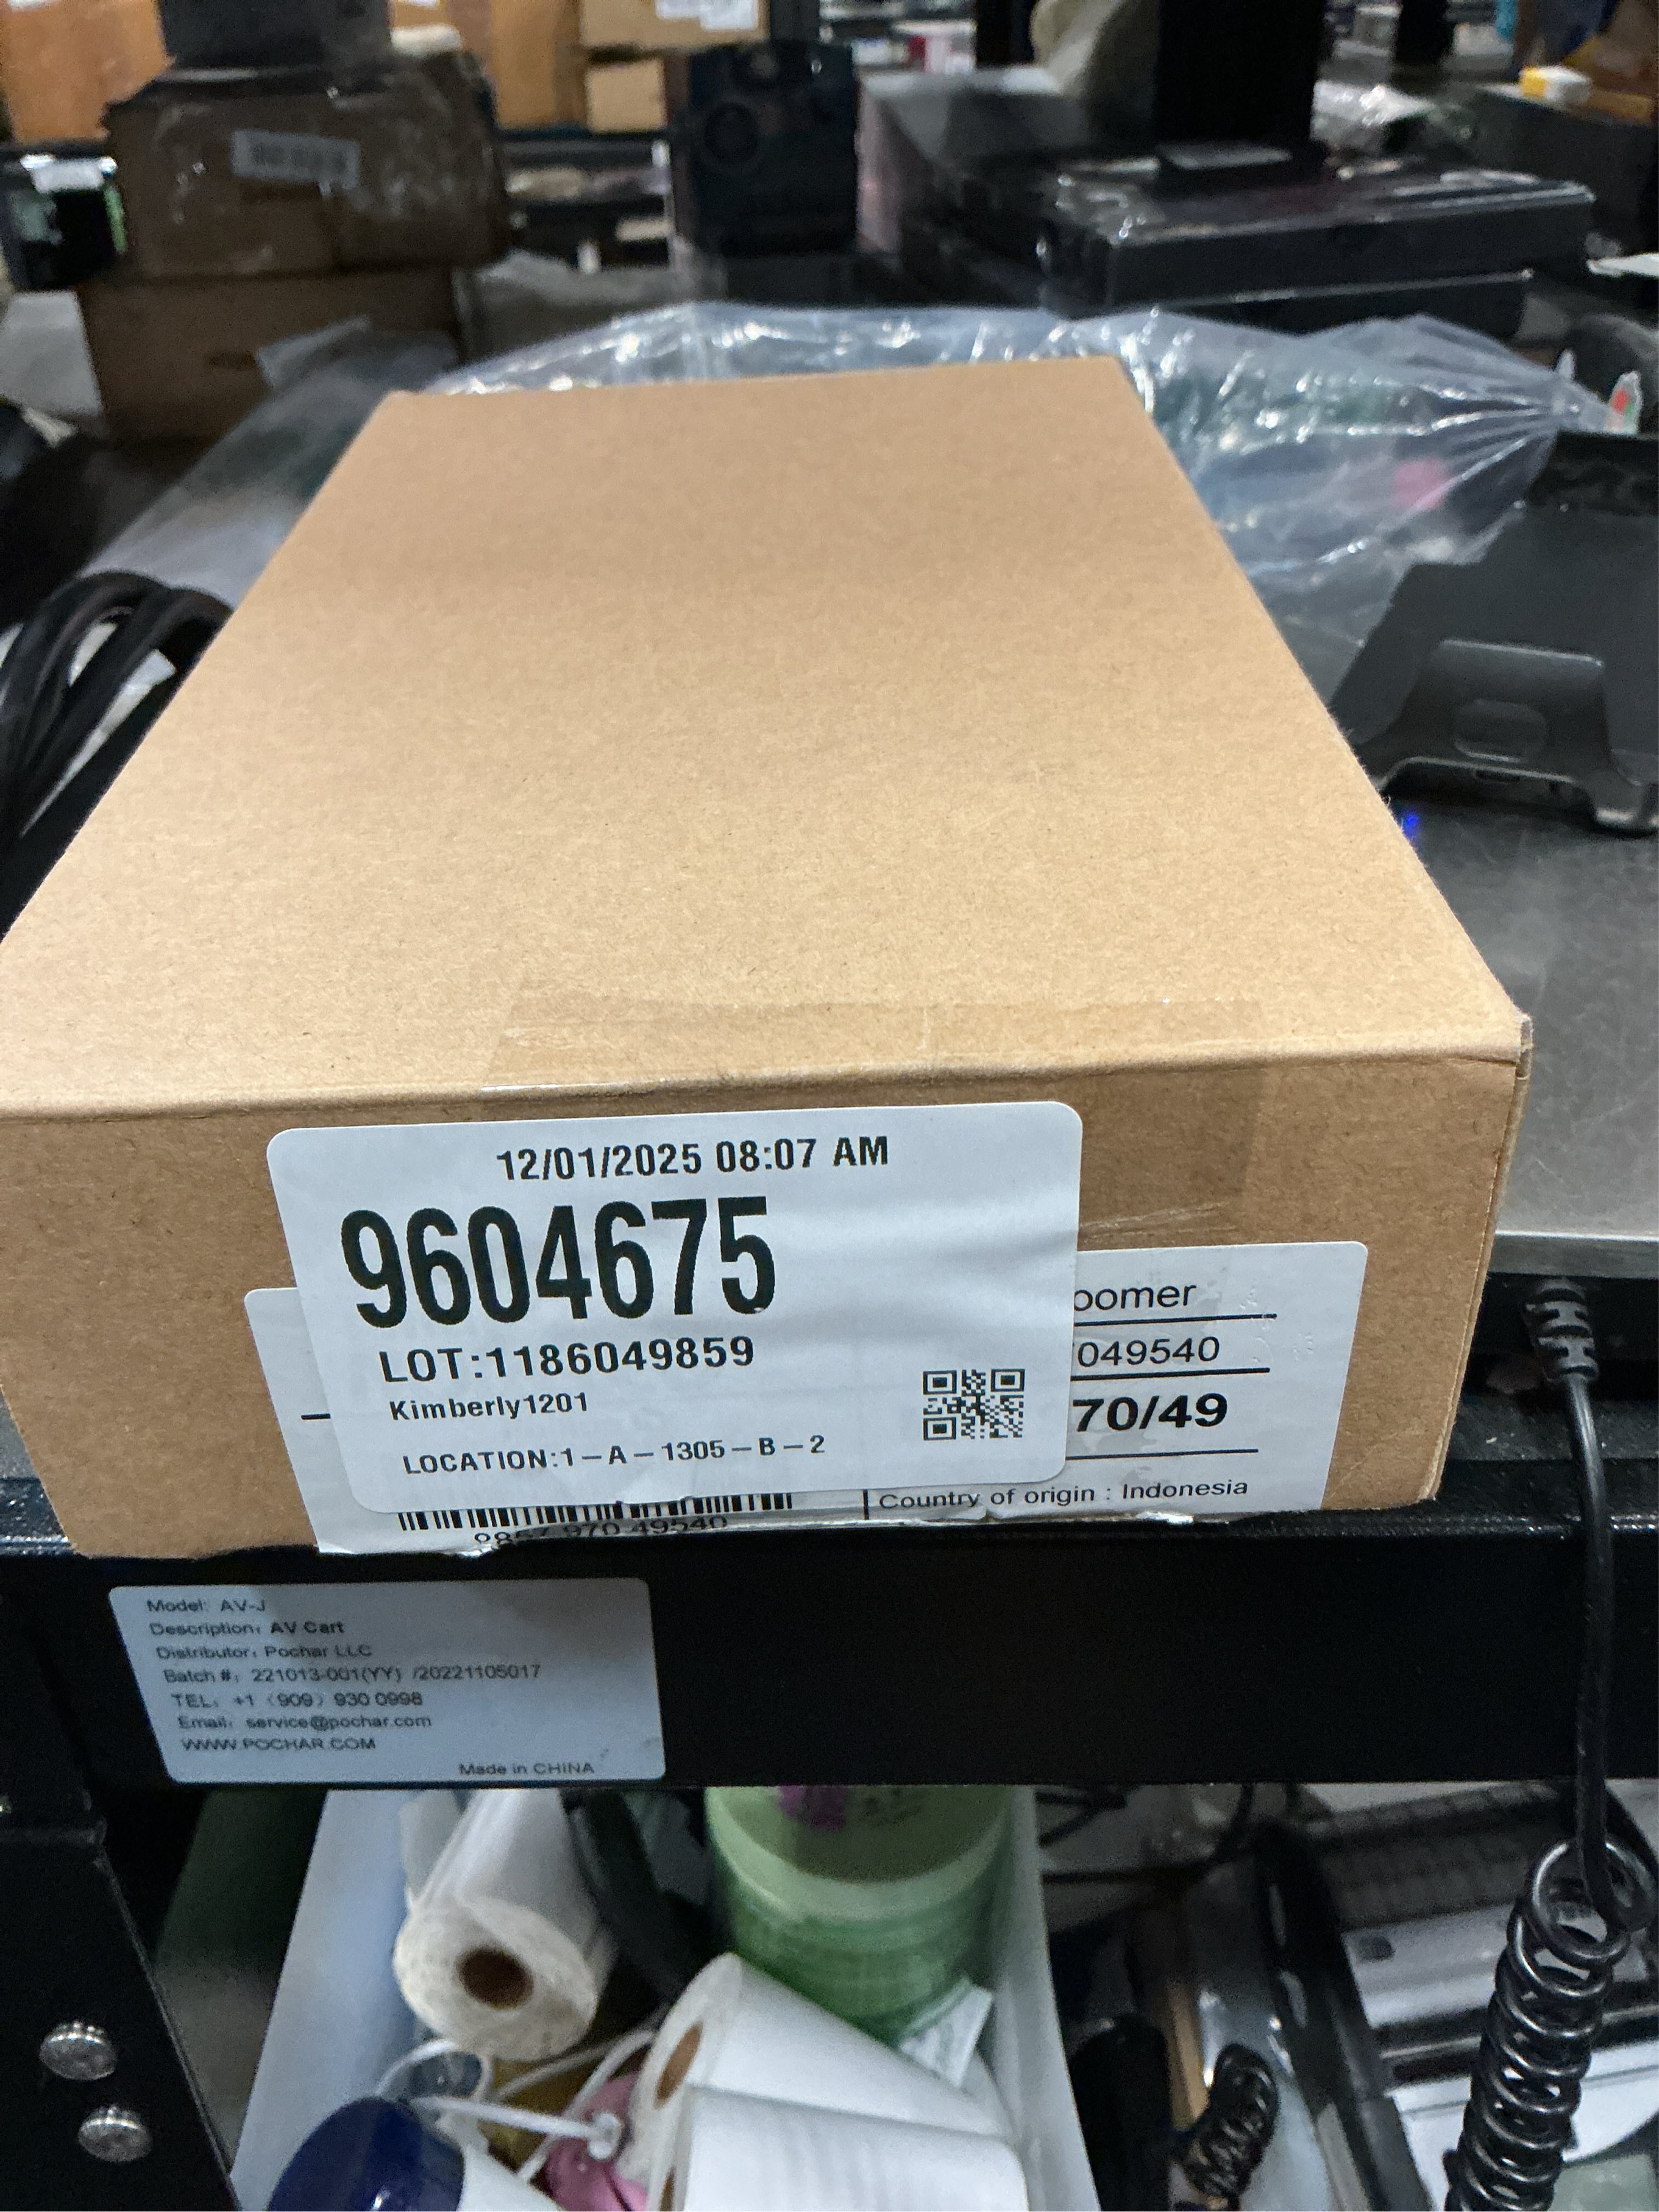 12/01/2025 08:07 AM
9604675
LOT:1186049859
Kimberly1201
LOCATION:1-A-1305-B-2
oomer
049540
70/49
Country of origin : Indonesia
970 49540
Model: AV-J
Description: AV Cart
Distributor: Pochar LLC
Batch #: 221013-001(YY) /20221105017
TEL: +1 (909) 930 0998
Email: service@pochar.com
WWW.POCHAR.COM
Made in CHINA